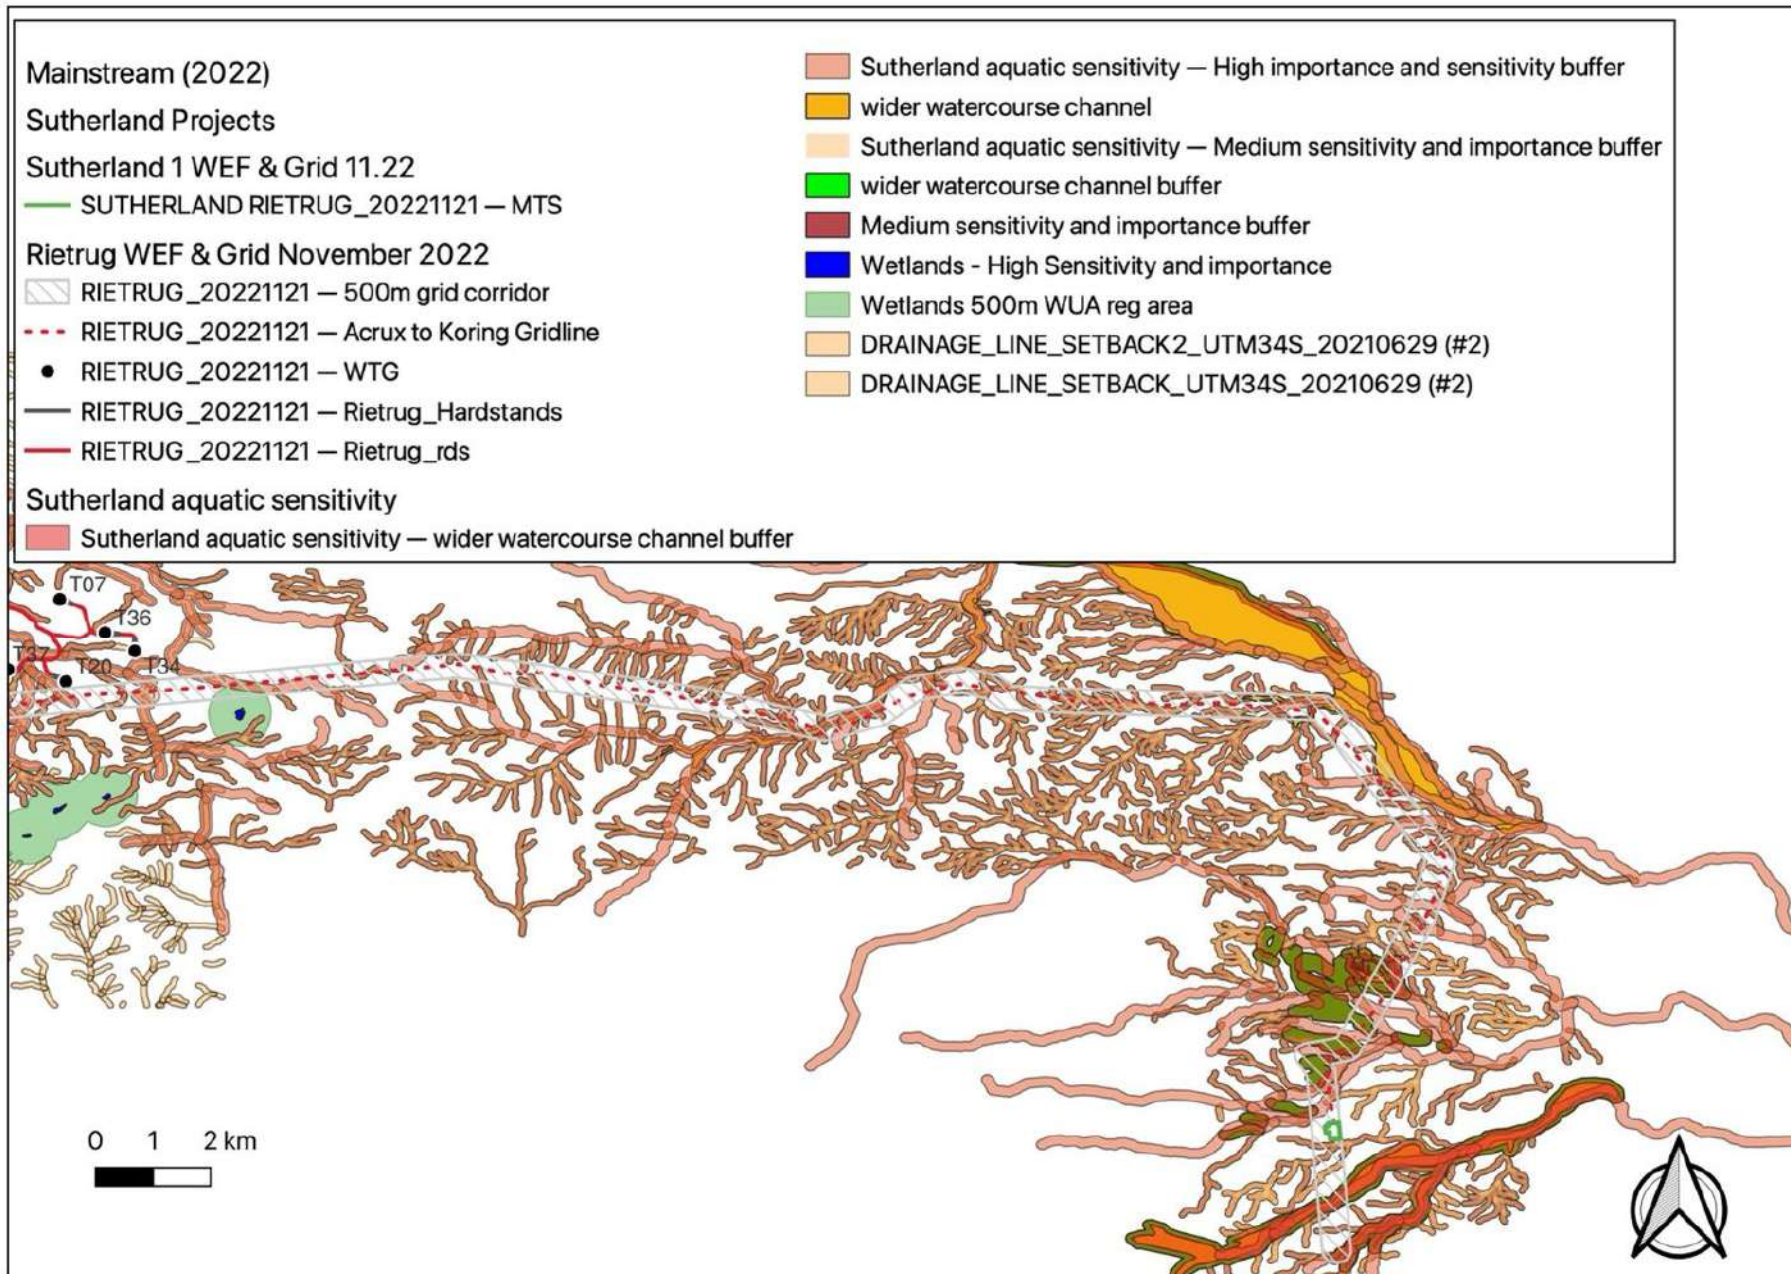 Mainstream (2022)
Sutherland Projects
Sutherland 1 WEF & Grid 11.22
SUTHERLAND RIETRUG_20221121 — MTS
Rietrug WEF & Grid November 2022
RIETRUG_20221121 — 500m grid corridor
RIETRUG_20221121 — Acrux to Koring Gridline
RIETRUG_20221121 — WTG
RIETRUG_20221121 — Rietrug_Hardstands
RIETRUG_20221121 — Rietrug_rds
Sutherland aquatic sensitivity
Sutherland aquatic sensitivity — wider watercourse channel buffer
Sutherland aquatic sensitivity — High importance and sensitivity buffer
wider watercourse channel
Sutherland aquatic sensitivity — Medium sensitivity and importance buffer
wider watercourse channel buffer
Medium sensitivity and importance buffer
Wetlands - High Sensitivity and importance
Wetlands 500m WUA reg area
DRAINAGE_LINE_SETBACK2_UTM34S_20210629 (#2)
DRAINAGE_LINE_SETBACK_UTM34S_20210629 (#2)
T07
T36
T37
T20
T34
0 1 2 km